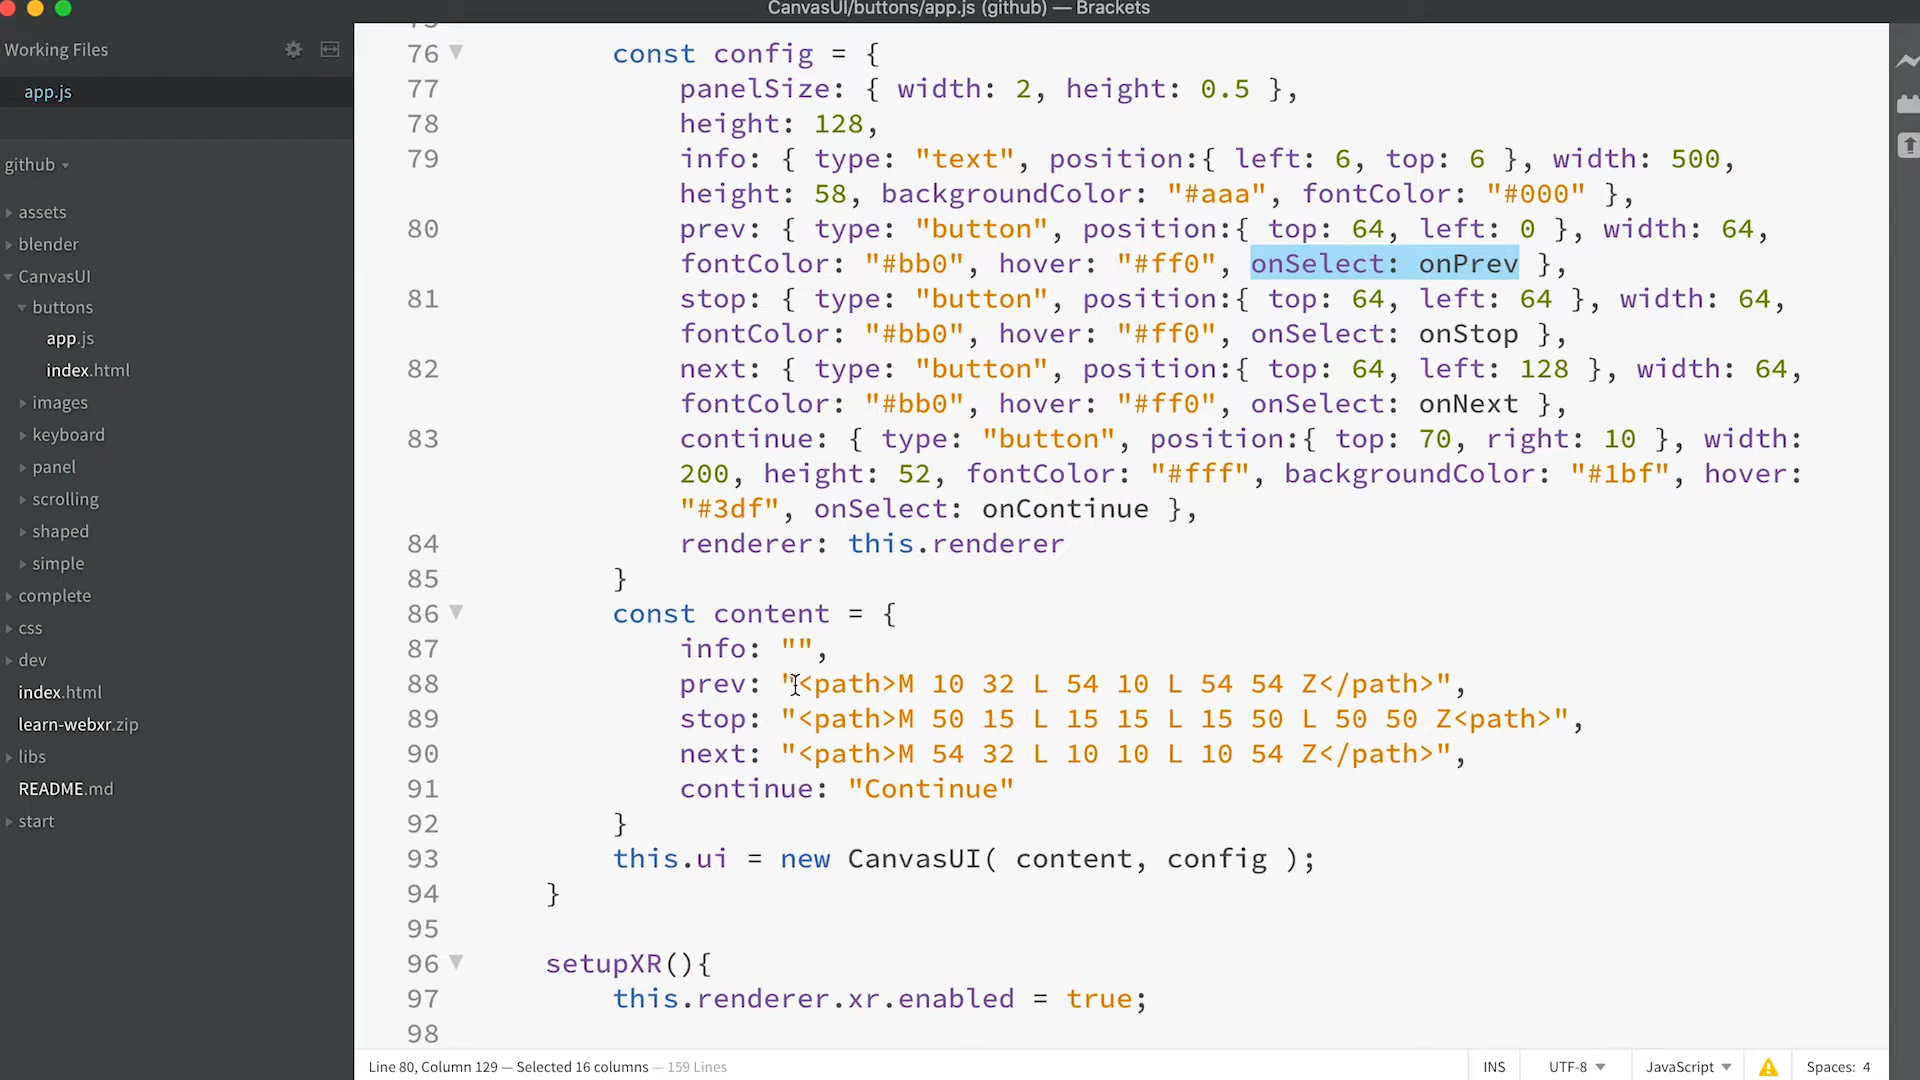 CanvasUI/buttons/app.js (github) — Brackets
Working Files
app.js
github
assets
blender
CanvasUI
buttons
app.js
index.html
images
keyboard
panel
scrolling
shaped
simple
complete
css
dev
index.html
learn-webxr.zip
libs
README.md
start
76 const config = {
77 panelSize: { width: 2, height: 0.5 },
78 height: 128,
79 info: { type: "text", position:{ left: 6, top: 6 }, width: 500,
height: 58, backgroundColor: "#aaa", fontColor: "#000" },
80 prev: { type: "button", position:{ top: 64, left: 0 }, width: 64,
fontColor: "#bb0", hover: "#ff0", onSelect: onPrev },
81 stop: { type: "button", position:{ top: 64, left: 64 }, width: 64,
fontColor: "#bb0", hover: "#ff0", onSelect: onStop },
82 next: { type: "button", position:{ top: 64, left: 128 }, width: 64,
fontColor: "#bb0", hover: "#ff0", onSelect: onNext },
83 continue: { type: "button", position:{ top: 70, right: 10 }, width:
200, height: 52, fontColor: "#fff", backgroundColor: "#1bf", hover:
"#3df", onSelect: onContinue },
84 renderer: this.renderer
85 }
86 const content = {
87 info: "",
88 prev: "<path>M 10 32 L 54 10 L 54 54 Z</path>",
89 stop: "<path>M 50 15 L 15 15 L 15 50 L 50 50 Z<path>",
90 next: "<path>M 54 32 L 10 10 L 10 54 Z</path>",
91 continue: "Continue"
92 }
93 this.ui = new CanvasUI( content, config );
94 }
95
96 setupXR(){
97 this.renderer.xr.enabled = true;
98
Line 80, Column 129 — Selected 16 columns — 159 Lines
INS
UTF-8
JavaScript
Spaces: 4